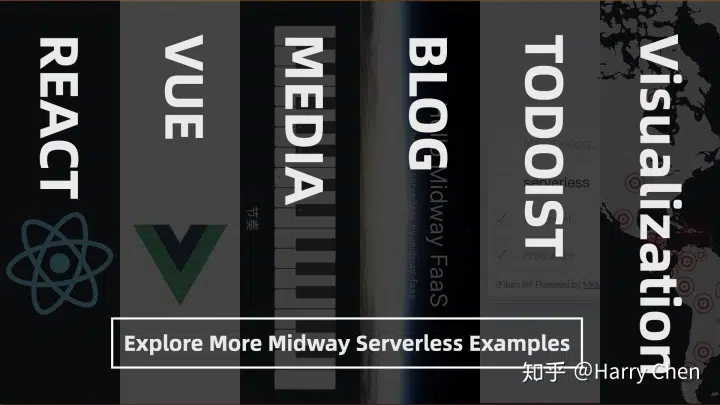 REACT
VUE
MEDIA
BLOG
TODOIST
Visualization
节奏
Midway FaaS
serverless
Explore More Midway Serverless Examples
知乎 @Harry Chen